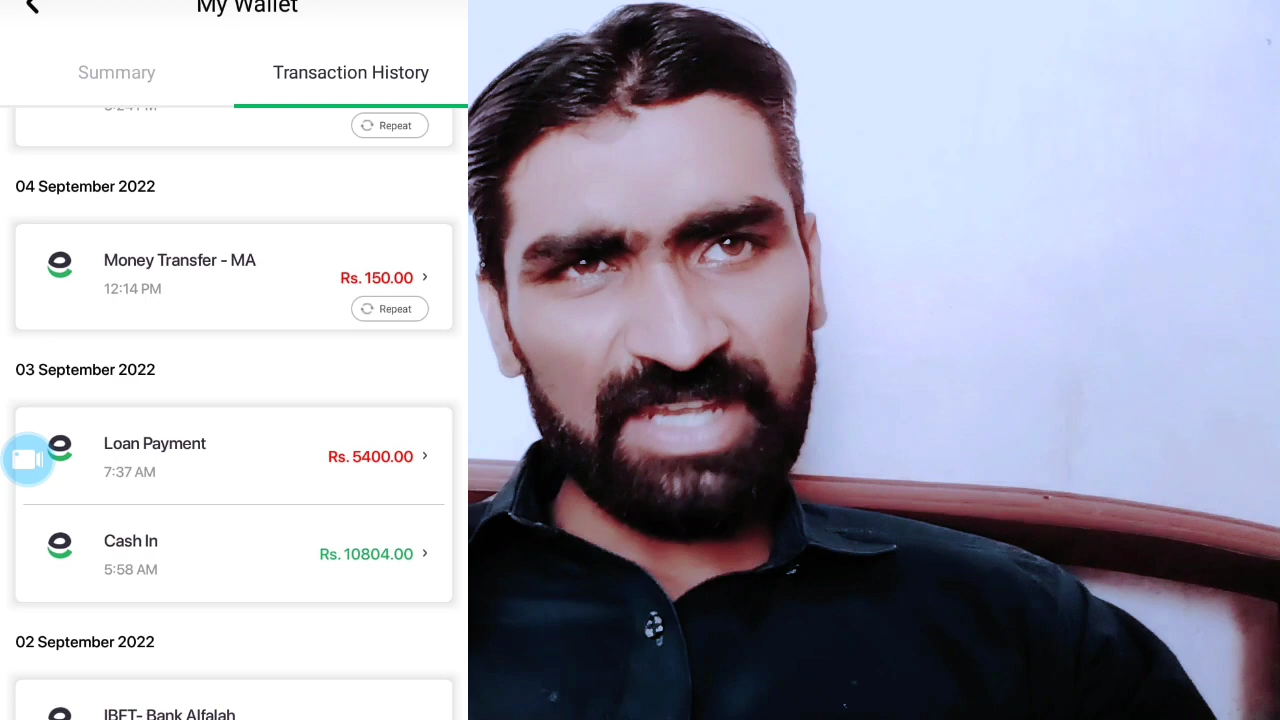 My Wallet
Summary
Transaction History
Repeat
04 September 2022
Money Transfer - MA
12:14 PM
Rs. 150.00
Repeat
03 September 2022
Loan Payment
7:37 AM
Rs. 5400.00
Cash In
5:58 AM
Rs. 10804.00
02 September 2022
IBFT- Bank Alfalah